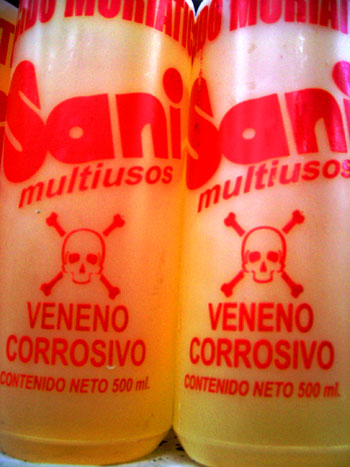 Sani
multiusos
VENENO
CORROSIVO
CONTENIDO NETO 500 ml.
Sani
multiusos
VENENO
CORROSIVO
CONTENIDO NETO 500 ml.